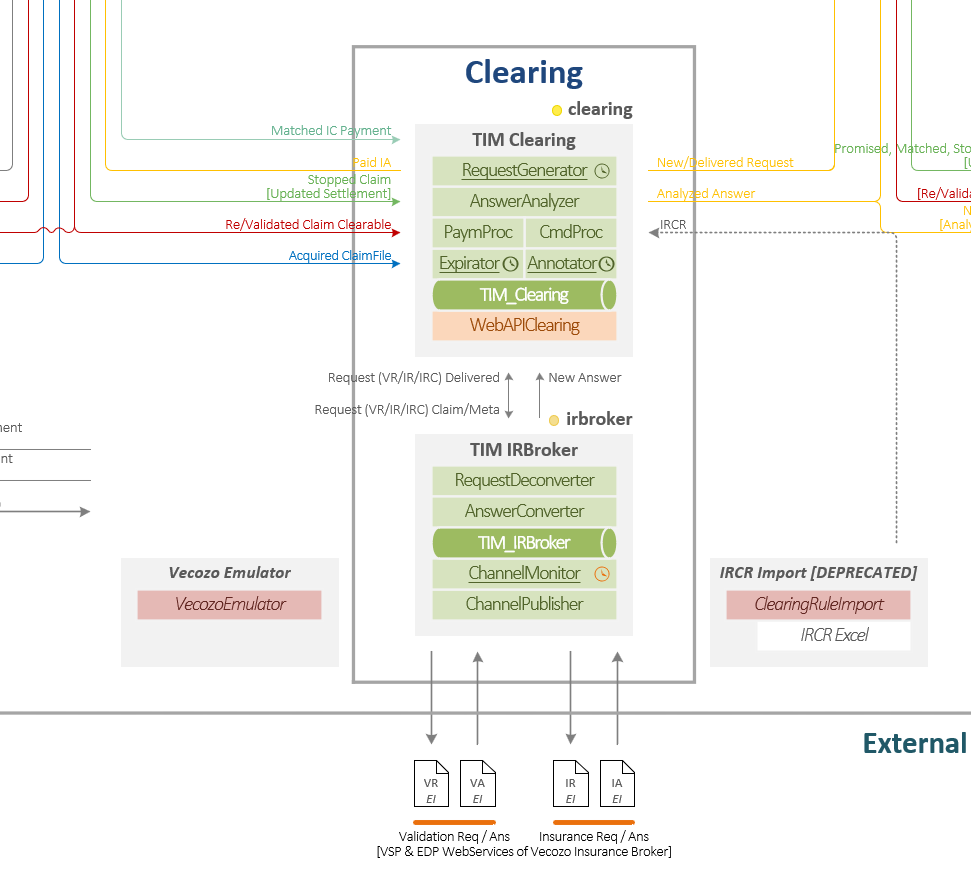 Clearing
clearing
Matched IC Payment
TIM Clearing
Promised, Matched, Sto
Paid IA
RequestGenerator
New/Delivered Request
Stopped Claim
[Updated Settlement]
AnswerAnalyzer
Analyzed Answer
[Re/Valida
Re/Validated Claim Clearable
PaymProc
CmdProc
IRCR
N
[Analy
Acquired ClaimFile
Expirator
Annotator
TIM_Clearing
WebAPIClearing
Request (VR/IR/IRC) Delivered
New Answer
Request (VR/IR/IRC) Claim/Meta
irbroker
ment
TIM IRBroker
nt
RequestDeconverter
AnswerConverter
TIM_IRBroker
ChannelMonitor
ChannelPublisher
Vecozo Emulator
VecozoEmulator
IRCR Import [DEPRECATED]
ClearingRuleImport
IRCR Excel
External
VR
EI
VA
EI
IR
EI
IA
EI
Validation Req / Ans
Insurance Req / Ans
[VSP & EDP WebServices of Vecozo Insurance Broker]